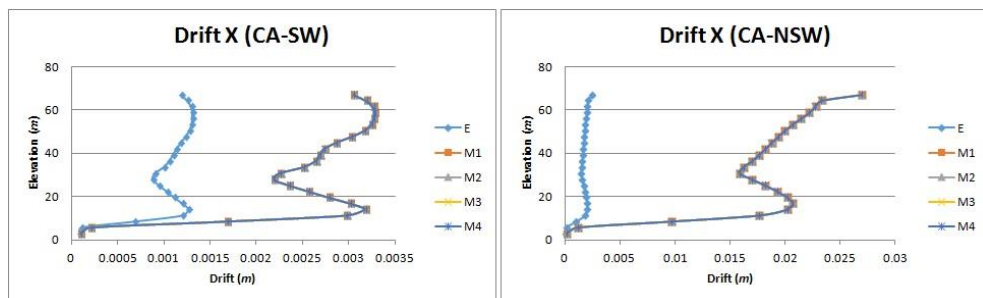 Drift X (CA-SW)
80
60
40
20
0
0
0.0005
0.001
0.0015
0.002
0.0025
0.003
0.0035
Elevation (m)
Drift (m)
E
M1
M2
M3
M4
Drift X (CA-NSW)
80
60
40
20
0
0
0.005
0.01
0.015
0.02
0.025
0.03
Elevation (m)
Drift (m)
E
M1
M2
M3
M4